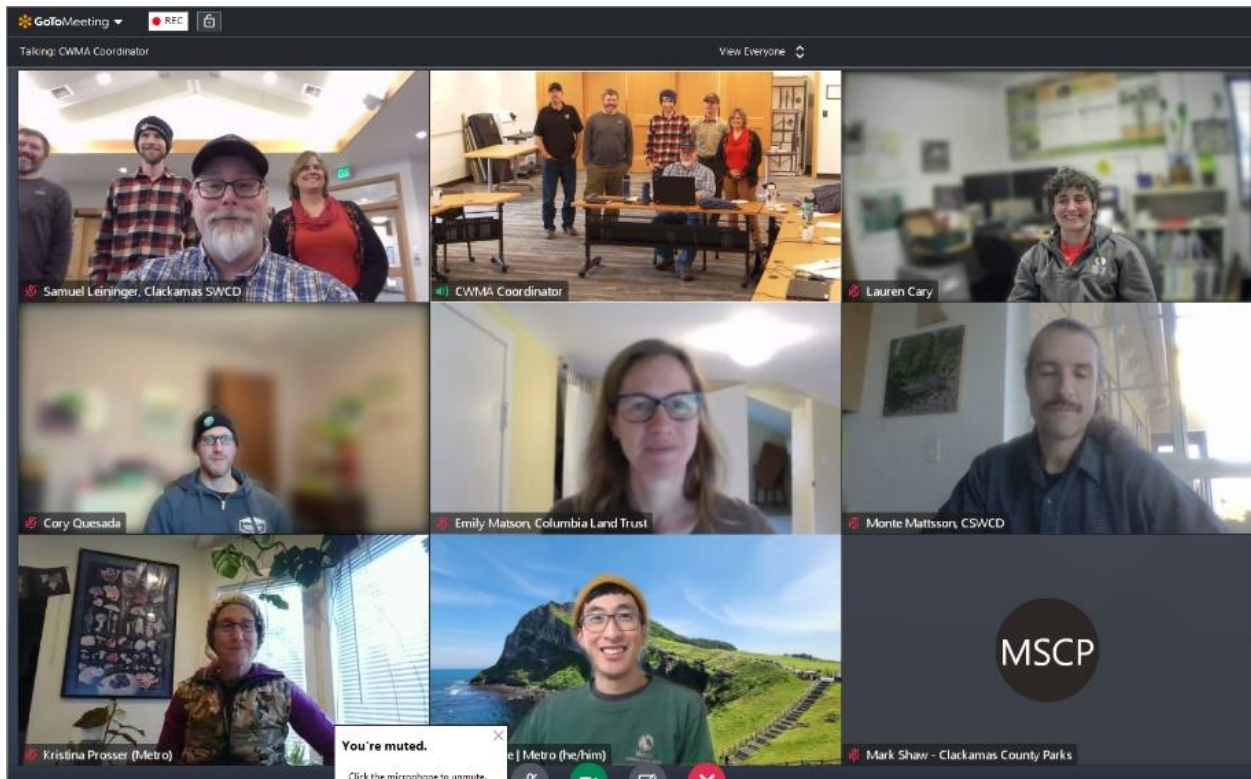 GoToMeeting
REC
Talking: CWMA Coordinator
View Everyone
Samuel Leininger, Clackamas SWCD
CWMA Coordinator
Lauren Cary
Cory Quesada
Emily Matson, Columbia Land Trust
Monte Mattsson, CSWCD
MSCP
Kristina Prosser (Metro)
You're muted.
Click the microphone to unmute.
| Metro (he/him)
Mark Shaw - Clackamas County Parks